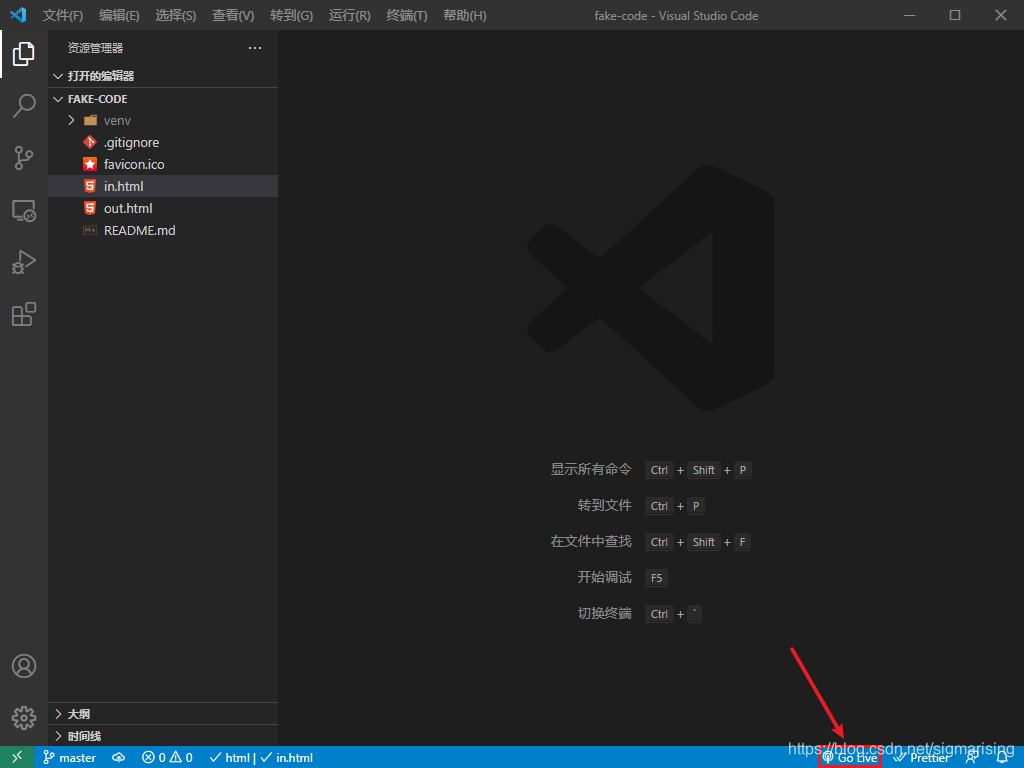 文件(F) 编辑(E) 选择(S) 查看(V) 转到(G) 运行(R) 终端(T) 帮助(H) fake-code - Visual Studio Code
资源管理器 ...
打开的编辑器
FAKE-CODE
venv
.gitignore
favicon.ico
in.html
out.html
README.md
显示所有命令 Ctrl + Shift + P
转到文件 Ctrl + P
在文件中查找 Ctrl + Shift + F
开始调试 F5
切换终端 Ctrl + `
大纲
时间线
https://blog.csdn.net/sigmarising
master 0 0 html | in.html Go Live Prettier